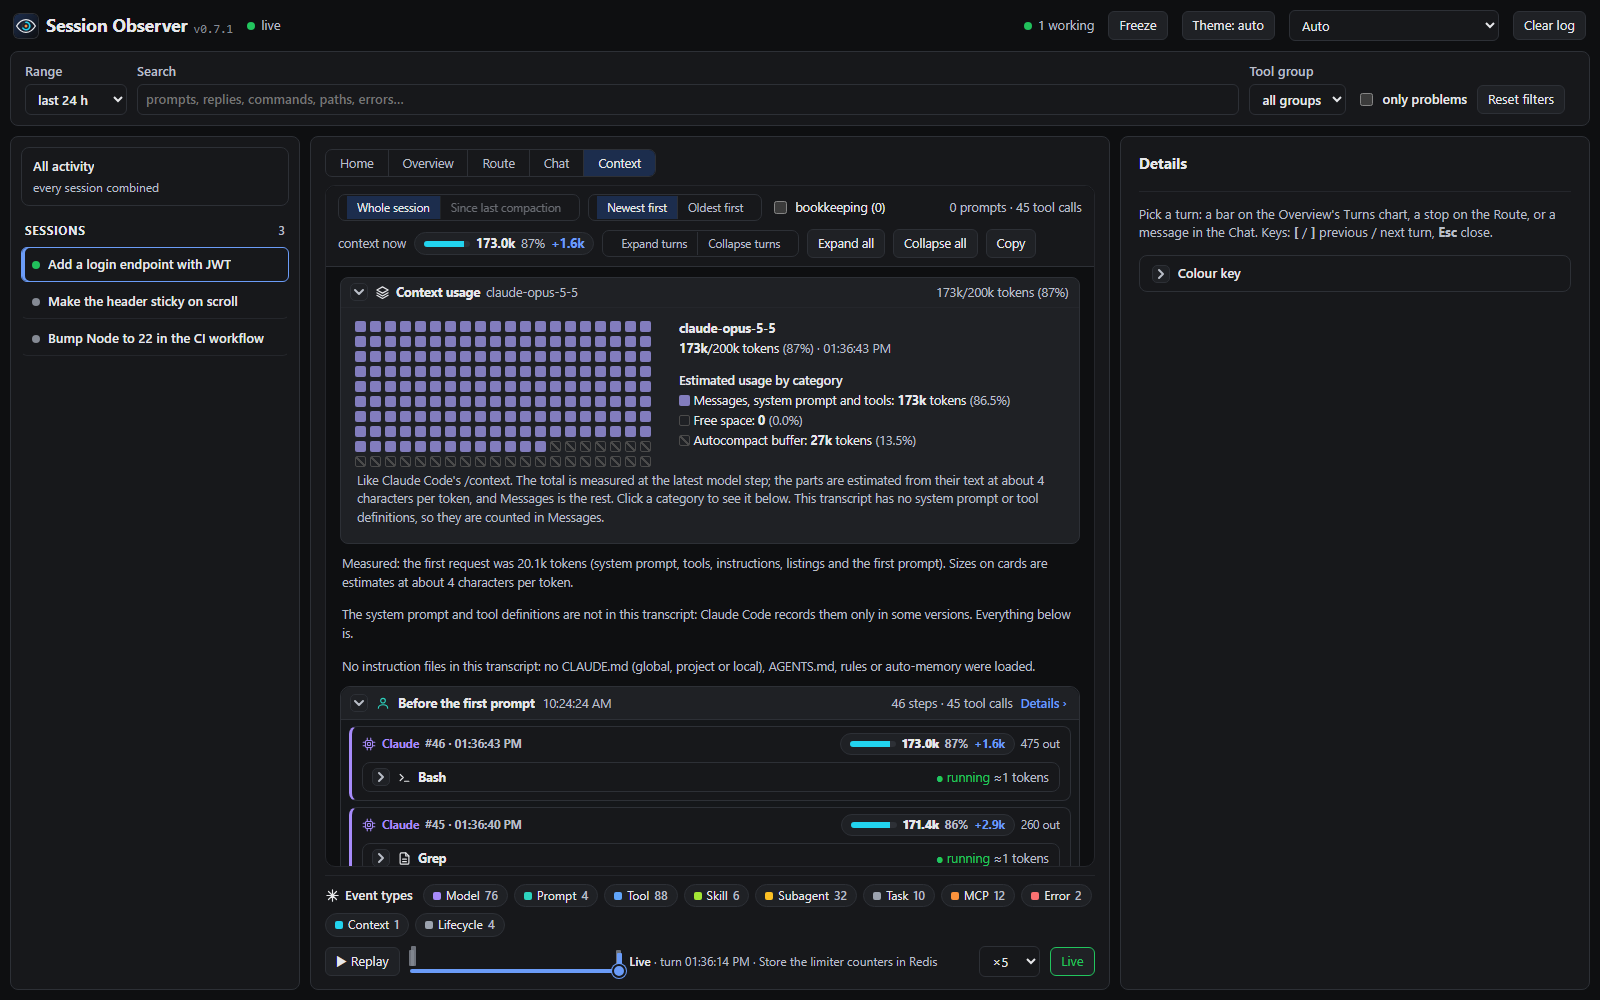 Session Observer v0.7.1 live
1 working Freeze Theme: auto Auto Clear log
Range Search Tool group
last 24 h prompts, replies, commands, paths, errors... all groups only problems Reset filters
All activity
every session combined
SESSIONS 3
Add a login endpoint with JWT
Make the header sticky on scroll
Bump Node to 22 in the CI workflow
Home Overview Route Chat Context
Whole session Since last compaction Newest first Oldest first bookkeeping (0) 0 prompts · 45 tool calls
context now 173.0k 87% +1.6k Expand turns Collapse turns Expand all Collapse all Copy
Context usage claude-opus-5-5 173k/200k tokens (87%)
claude-opus-5-5
173k/200k tokens (87%) · 01:36:43 PM
Estimated usage by category
Messages, system prompt and tools: 173k tokens (86.5%)
Free space: 0 (0.0%)
Autocompact buffer: 27k tokens (13.5%)
Like Claude Code's /context. The total is measured at the latest model step; the parts are estimated from their text at about 4
characters per token, and Messages is the rest. Click a category to see it below. This transcript has no system prompt or tool
definitions, so they are counted in Messages.
Measured: the first request was 20.1k tokens (system prompt, tools, instructions, listings and the first prompt). Sizes on cards are
estimates at about 4 characters per token.
The system prompt and tool definitions are not in this transcript: Claude Code records them only in some versions. Everything below
is.
No instruction files in this transcript: no CLAUDE.md (global, project or local), AGENTS.md, rules or auto-memory were loaded.
Before the first prompt 10:24:24 AM 46 steps · 45 tool calls Details ›
Claude #46 · 01:36:43 PM 173.0k 87% +1.6k 475 out
Bash running ≈1 tokens
Claude #45 · 01:36:40 PM 171.4k 86% +2.9k 260 out
Grep running ≈1 tokens
Event types Model 76 Prompt 4 Tool 88 Skill 6 Subagent 32 Task 10 MCP 12 Error 2
Context 1 Lifecycle 4
Replay Live · turn 01:36:14 PM · Store the limiter counters in Redis ×5 Live
Details
Pick a turn: a bar on the Overview's Turns chart, a stop on the Route, or a
message in the Chat. Keys: [ / ] previous / next turn, Esc close.
Colour key